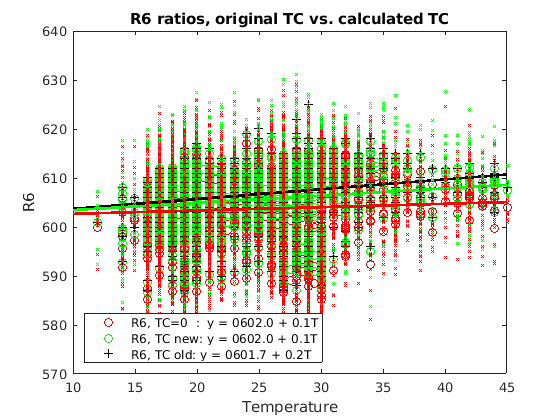 R6 ratios, original TC vs. calculated TC
640
630
620
610
600
590
580
570
R6
R6, TC=0 : y = 0602.0 + 0.1T
R6, TC new: y = 0602.0 + 0.1T
R6, TC old: y = 0601.7 + 0.2T
10 15 20 25 30 35 40 45
Temperature